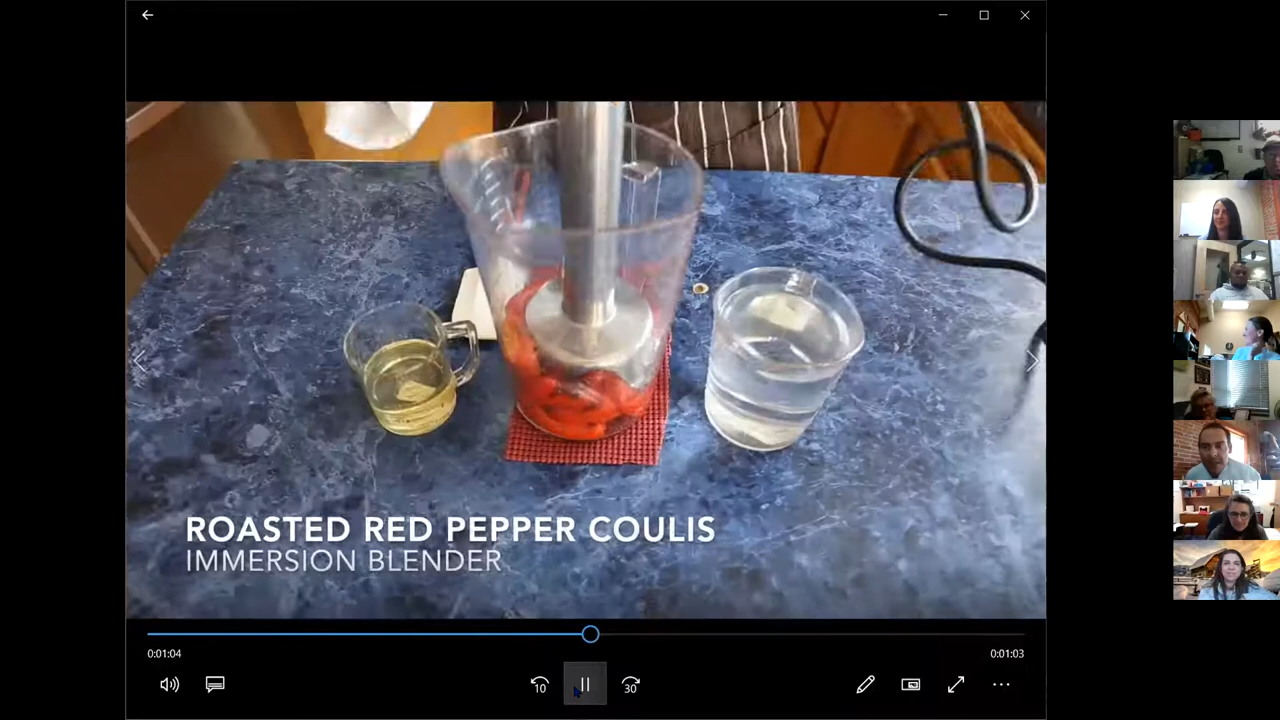 ROASTED RED PEPPER COULIS
IMMERSION BLENDER
0:01:04
0:01:03
10
30